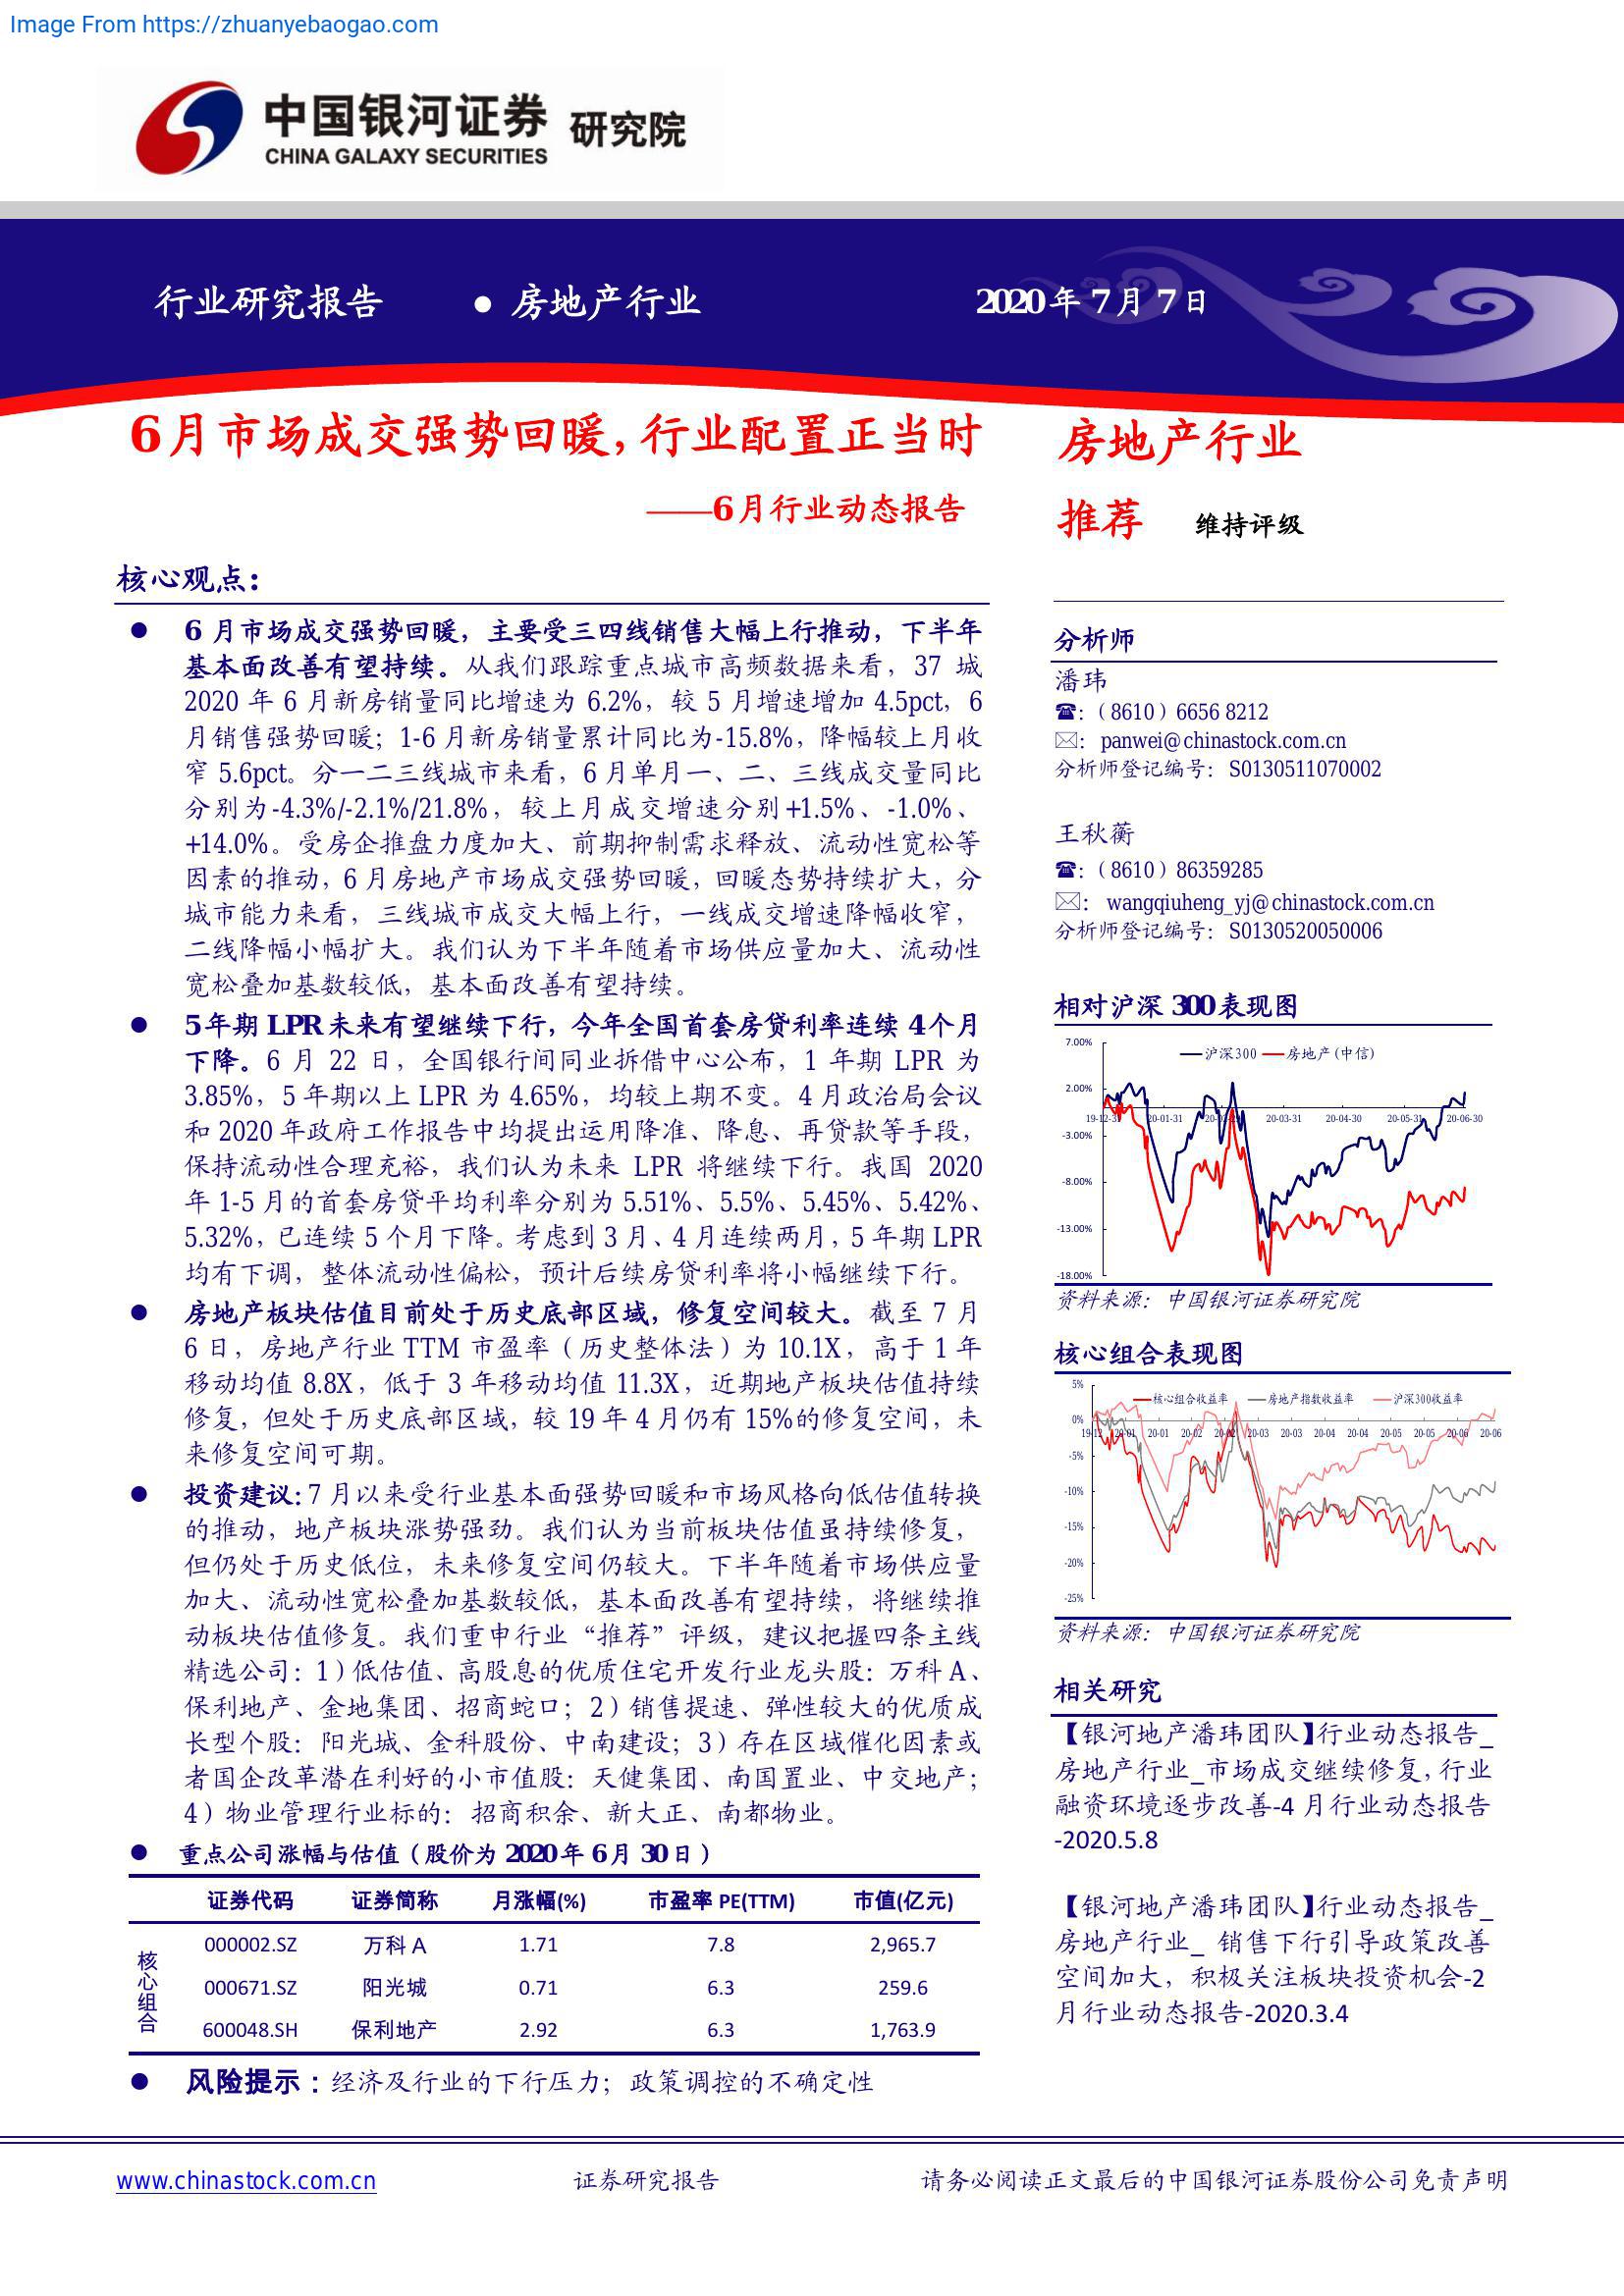 Image From https://zhuanyebaogao.com
中国银河证券 研究院
CHINA GALAXY SECURITIES
行业研究报告 ● 房地产行业 2020年7月7日
6月市场成交强势回暖,行业配置正当时
——6月行业动态报告
核心观点:
● 6 月市场成交强势回暖，主要受三四线销售大幅上行推动，下半年
基本面改善有望持续。从我们跟踪重点城市高频数据来看，37 城
2020 年 6 月新房销量同比增速为 6.2%，较 5 月增速增加 4.5pct，6
月销售强势回暖；1-6 月新房销量累计同比为-15.8%，降幅较上月收
窄 5.6pct。分一二三线城市来看，6 月单月一、二、三线成交量同比
分别为-4.3%/-2.1%/21.8%，较上月成交增速分别+1.5%、-1.0%、
+14.0%。受房企推盘力度加大、前期抑制需求释放、流动性宽松等
因素的推动，6 月房地产市场成交强势回暖，回暖态势持续扩大，分
城市能力来看，三线城市成交大幅上行，一线成交增速降幅收窄，
二线降幅小幅扩大。我们认为下半年随着市场供应量加大、流动性
宽松叠加基数较低，基本面改善有望持续。
● 5年期 LPR 未来有望继续下行，今年全国首套房贷利率连续 4个月
下降。6 月 22 日，全国银行间同业拆借中心公布，1 年期 LPR 为
3.85%，5 年期以上 LPR 为 4.65%，均较上期不变。4 月政治局会议
和 2020 年政府工作报告中均提出运用降准、降息、再贷款等手段，
保持流动性合理充裕，我们认为未来 LPR 将继续下行。我国 2020
年 1-5 月的首套房贷平均利率分别为 5.51%、5.5%、5.45%、5.42%、
5.32%，已连续 5 个月下降。考虑到 3 月、4 月连续两月，5 年期 LPR
均有下调，整体流动性偏松，预计后续房贷利率将小幅继续下行。
● 房地产板块估值目前处于历史底部区域，修复空间较大。截至 7 月
6 日，房地产行业 TTM 市盈率（历史整体法）为 10.1X，高于 1 年
移动均值 8.8X，低于 3 年移动均值 11.3X，近期地产板块估值持续
修复，但处于历史底部区域，较 19 年 4 月仍有 15%的修复空间，未
来修复空间可期。
● 投资建议:7 月以来受行业基本面强势回暖和市场风格向低估值转换
的推动，地产板块涨势强劲。我们认为当前板块估值虽持续修复，
但仍处于历史低位，未来修复空间仍较大。下半年随着市场供应量
加大、流动性宽松叠加基数较低，基本面改善有望持续，将继续推
动板块估值修复。我们重申行业“推荐”评级，建议把握四条主线
精选公司：1）低估值、高股息的优质住宅开发行业龙头股：万科 A、
保利地产、金地集团、招商蛇口；2）销售提速、弹性较大的优质成
长型个股：阳光城、金科股份、中南建设；3）存在区域催化因素或
者国企改革潜在利好的小市值股：天健集团、南国置业、中交地产；
4）物业管理行业标的：招商积余、新大正、南都物业。
● 重点公司涨幅与估值（股价为 2020 年 6月 30日）
证券代码 证券简称 月涨幅(%) 市盈率 PE(TTM) 市值(亿元)
核心组合
000002.SZ 万科 A 1.71 7.8 2,965.7
000671.SZ 阳光城 0.71 6.3 259.6
600048.SH 保利地产 2.92 6.3 1,763.9
● 风险提示：经济及行业的下行压力；政策调控的不确定性
房地产行业
推荐 维持评级
分析师
潘玮
☎:（8610）6656 8212
✉: panwei@chinastock.com.cn
分析师登记编号：S0130511070002
王秋蘅
☎:（8610）86359285
✉: wangqiuheng_yj@chinastock.com.cn
分析师登记编号：S0130520050006
相对沪深 300表现图
沪深300 房地产(中信)
7.00%
2.00%
-3.00%
-8.00%
-13.00%
-18.00%
19-12-31 20-01-31 20-02-29 20-03-31 20-04-30 20-05-31 20-06-30
资料来源：中国银河证券研究院
核心组合表现图
核心组合收益率 房地产指数收益率 沪深300收益率
5%
0%
-5%
-10%
-15%
-20%
-25%
19-12 20-01 20-01 20-02 20-02 20-03 20-03 20-04 20-04 20-05 20-05 20-06 20-06
资料来源：中国银河证券研究院
相关研究
【银河地产潘玮团队】行业动态报告_
房地产行业_市场成交继续修复,行业
融资环境逐步改善-4 月行业动态报告
-2020.5.8
【银河地产潘玮团队】行业动态报告_
房地产行业_ 销售下行引导政策改善
空间加大，积极关注板块投资机会-2
月行业动态报告-2020.3.4
www.chinastock.com.cn 证券研究报告 请务必阅读正文最后的中国银河证券股份公司免责声明